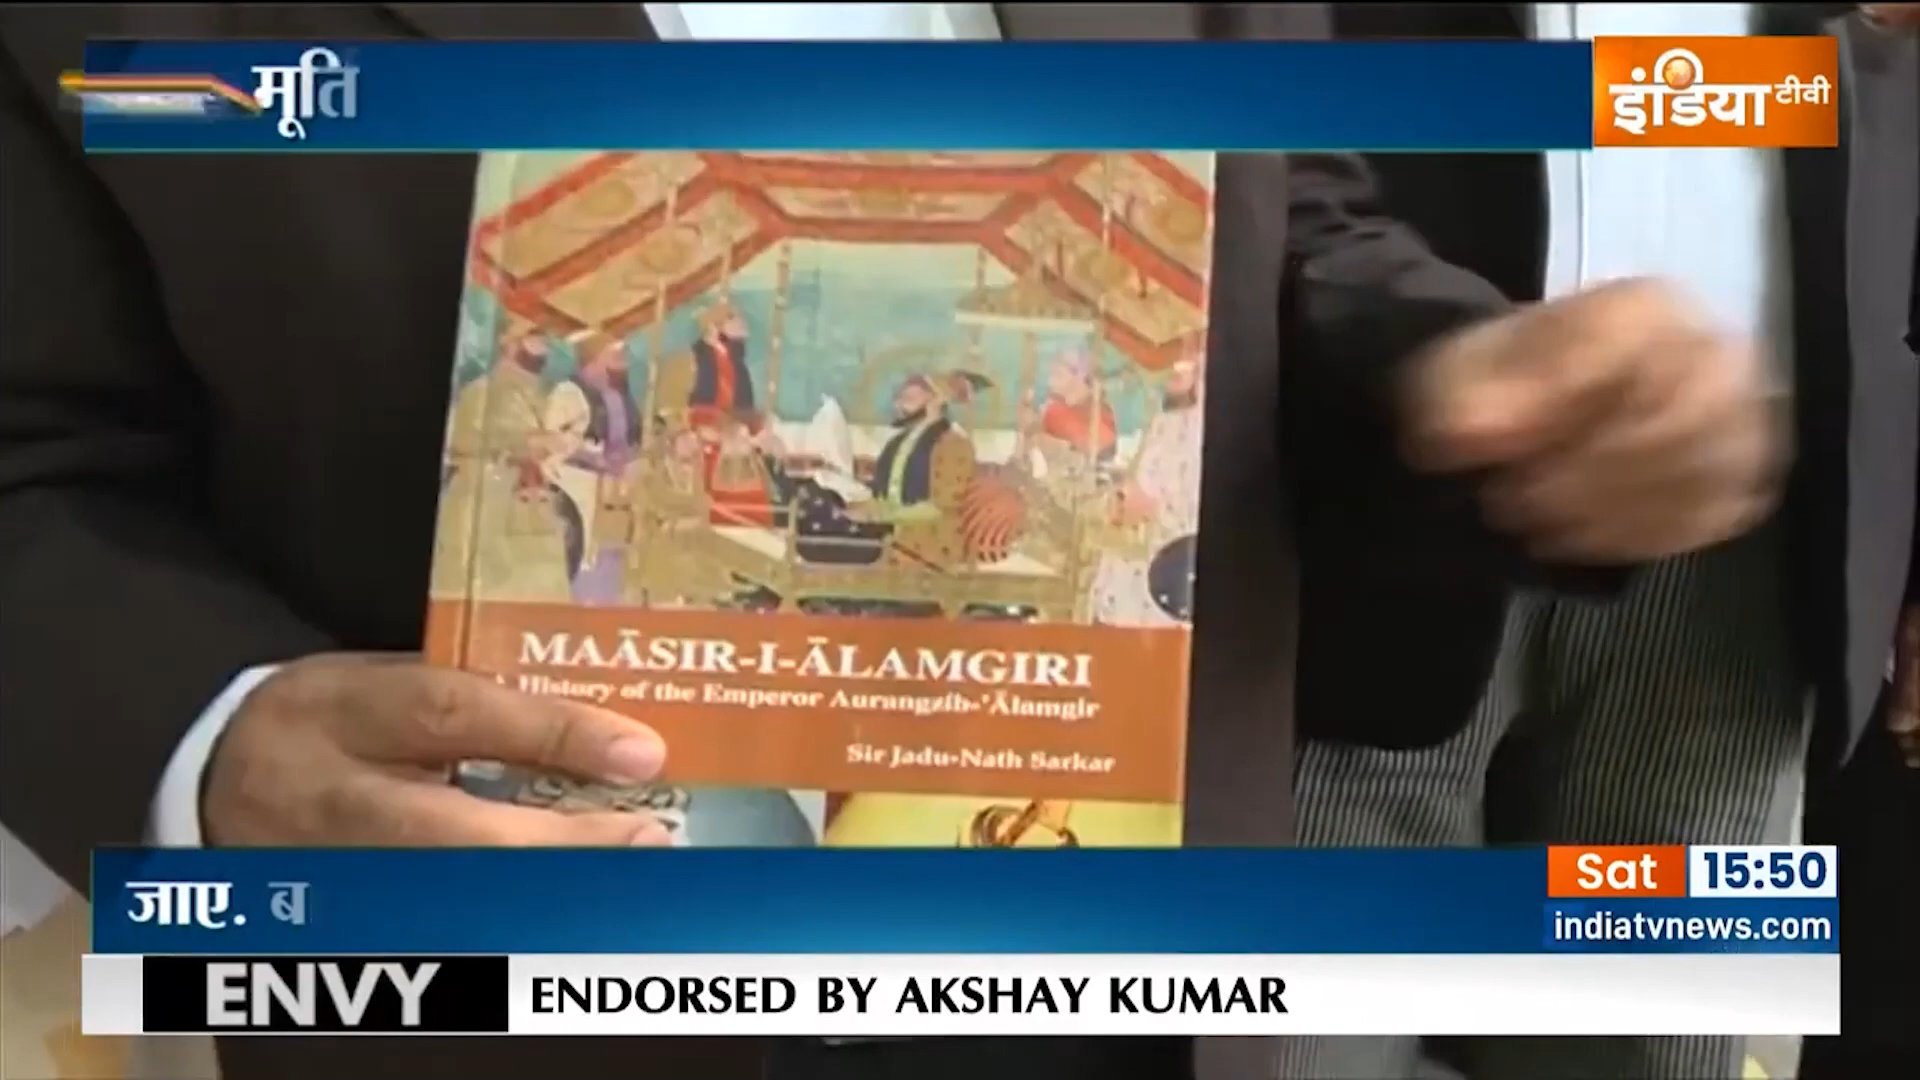 मूर्ति
इंडिया टीवी
MAĀSIR-I-ĀLAMGIRI
A History of the Emperor Aurangzib-'Ālamgir
Sir Jadu-Nath Sarkar
जाए. ब
Sat 15:50
indiatvnews.com
ENVY ENDORSED BY AKSHAY KUMAR